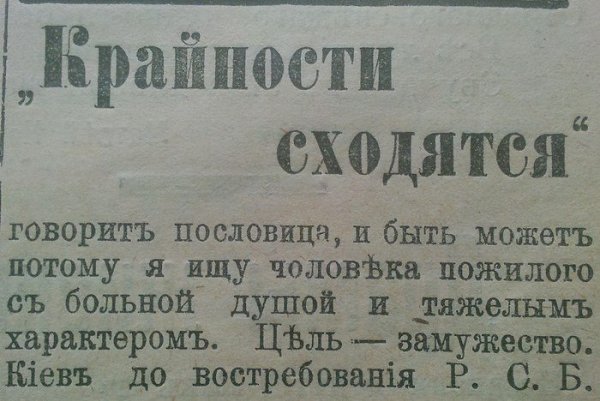 „Крайности
сходятся“
говоритъ пословица, и быть можетъ
потому я ищу чоловѣка пожилого
съ больной душой и тяжелымъ
характеромъ. Цѣль — замужество.
Кіевъ до востребованія Р. С. Б.